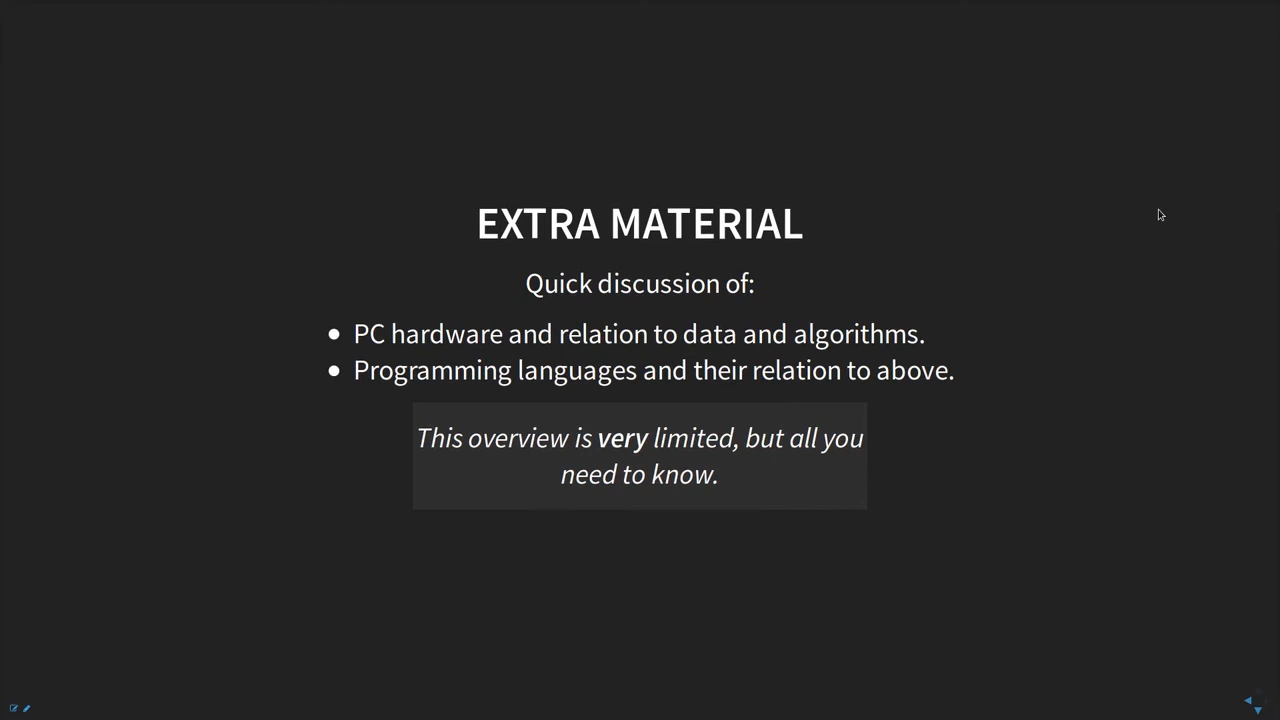 EXTRA MATERIAL
Quick discussion of:
PC hardware and relation to data and algorithms.
Programming languages and their relation to above.
This overview is very limited, but all you
need to know.